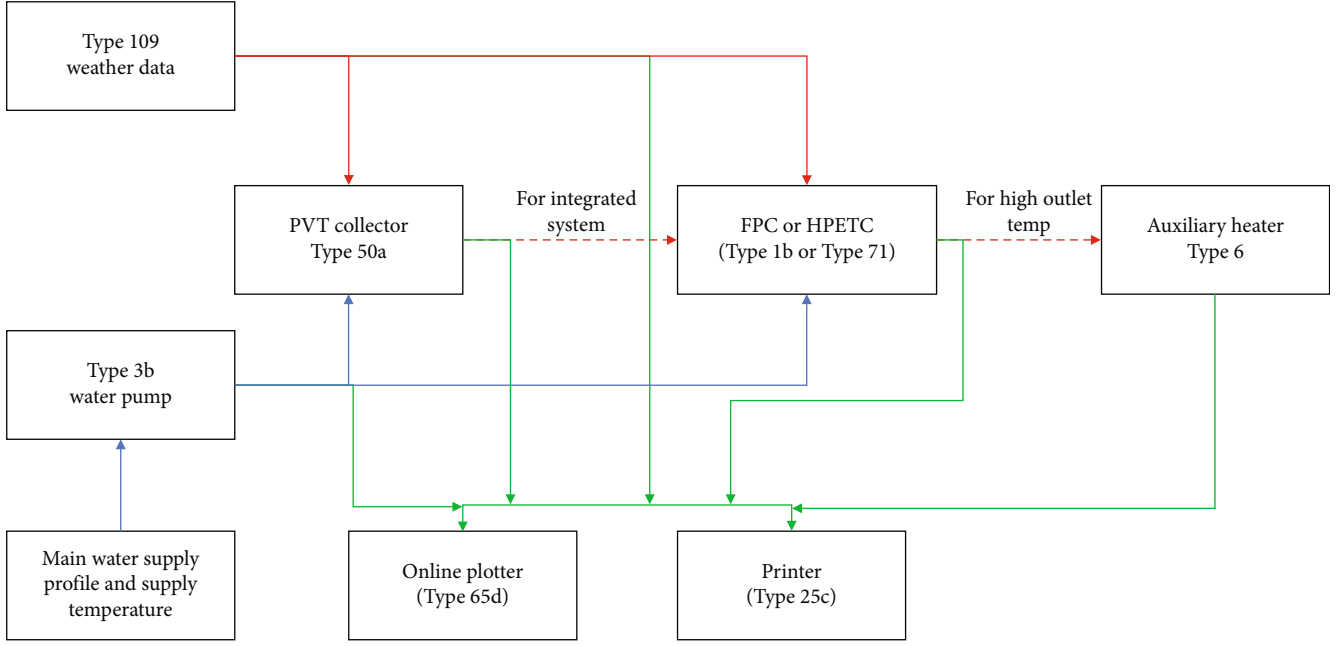 Type 109
weather data
PVT collector
Type 50a
For integrated
system
FPC or HPETC
(Type 1b or Type 71)
For high outlet
temp
Auxiliary heater
Type 6
Type 3b
water pump
Main water supply
profile and supply
temperature
Online plotter
(Type 65d)
Printer
(Type 25c)